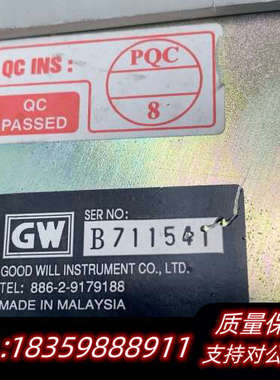 QC INS :
PQC
8
QC
PASSED
GW
SER NO:
B711541
GOOD WILL INSTRUMENT CO., LTD.
TEL: 886-2-9179188
MADE IN MALAYSIA
质量保
:18359888911
支持对公